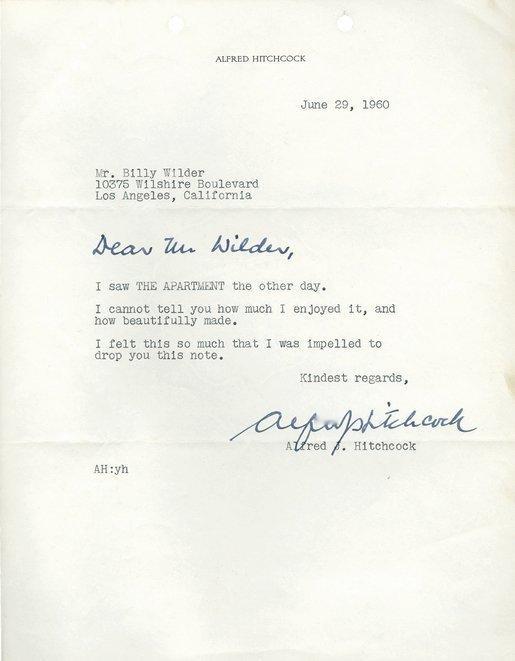 ALFRED HITCHCOCK
June 29, 1960
Mr. Billy Wilder
10375 Wilshire Boulevard
Los Angeles, California
Dear Mr. Wilder,
I saw THE APARTMENT the other day.
I cannot tell you how much I enjoyed it, and
how beautifully made.
I felt this so much that I was impelled to
drop you this note.
Kindest regards,
Alfred J Hitchcock
Alfred J. Hitchcock
AH:yh